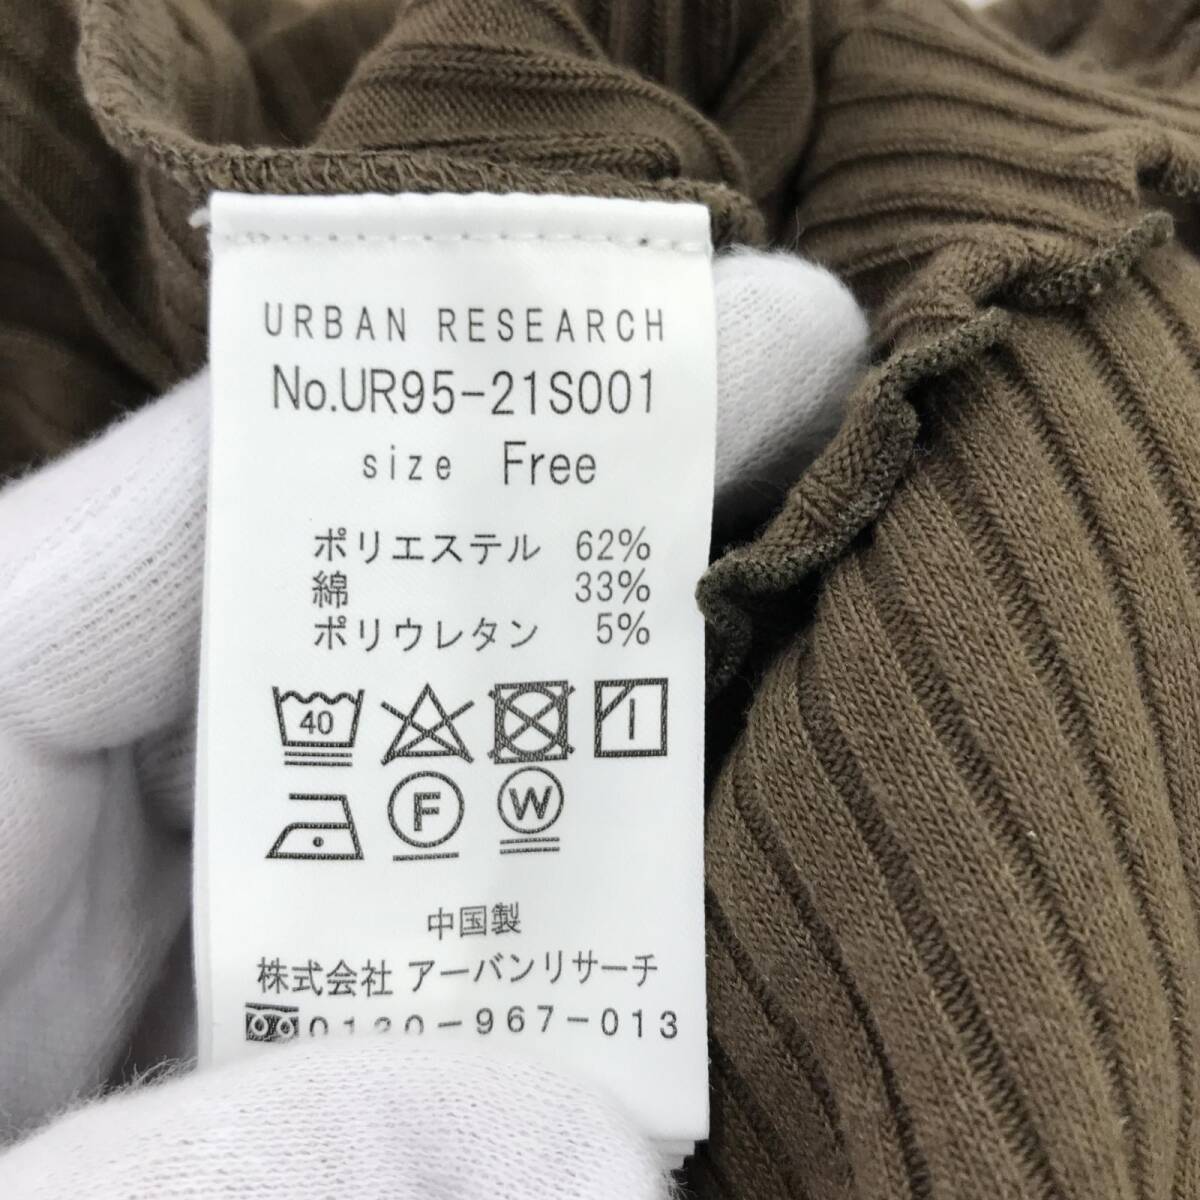 URBAN RESEARCH
No.UR95-21S001
size Free
ポリエステル 62%
綿 33%
ポリウレタン 5%
40
F W
中国製
株式会社 アーバンリサーチ
0120-967-013